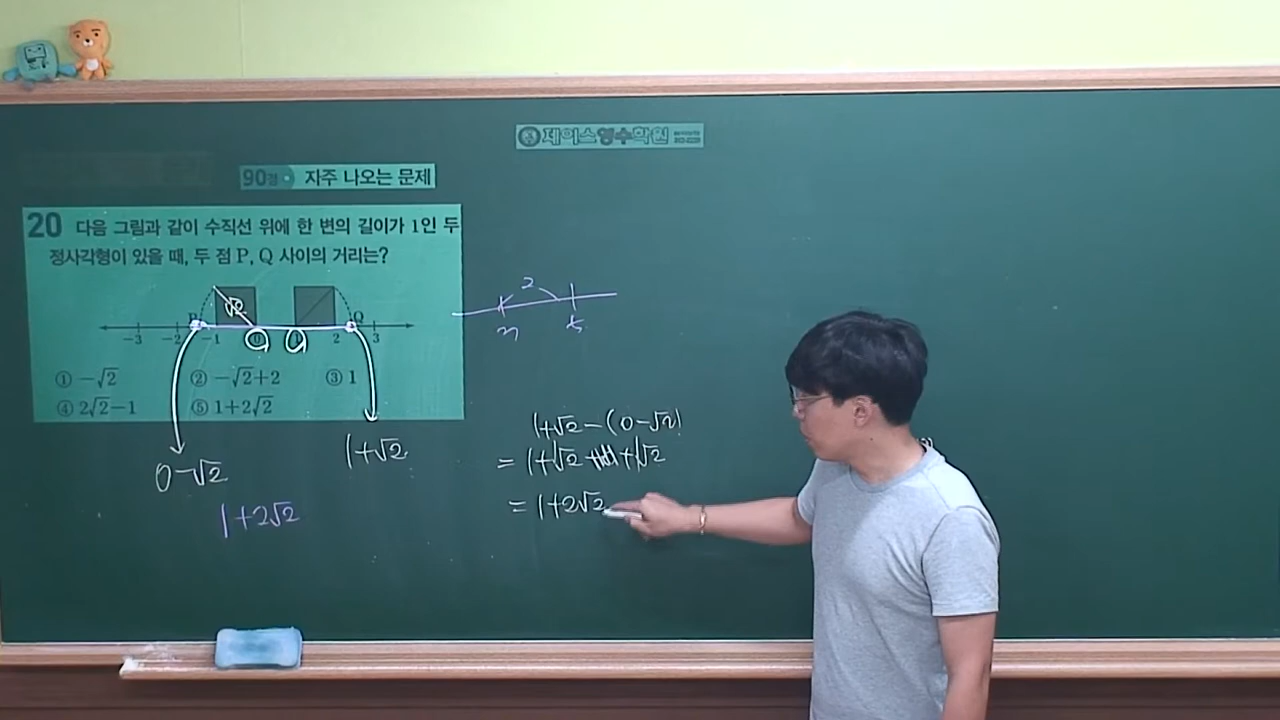 제이스영수학원
90점 자주 나오는 문제
20 다음 그림과 같이 수직선 위에 한 변의 길이가 1인 두
정사각형이 있을 때, 두 점 P, Q 사이의 거리는?
√2
P Q
-3 -2 -1 0 1 2 3
① -√2 ② -√2+2 ③ 1
④ 2√2-1 ⑤ 1+2√2
2
0-√2
1+√2
1+2√2
1+√2-(0-√2)
=1+√2 +√2
=1+2√2